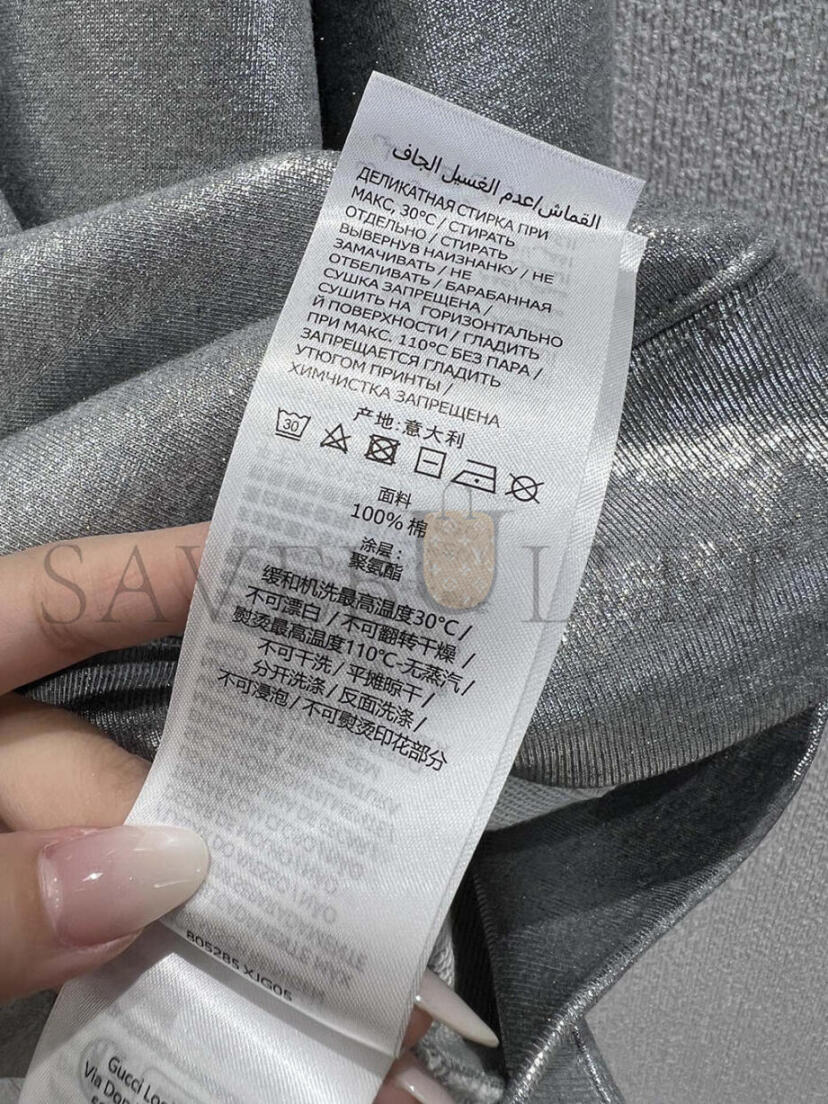 القماش/عدم الغسيل الجاف
ДЕЛИКАТНАЯ СТИРКА ПРИ
МАКС, 30°C / СТИРАТЬ
ОТДЕЛЬНО / СТИРАТЬ
ВЫВЕРНУВ НАИЗНАНКУ / НЕ
ЗАМАЧИВАТЬ / НЕ
ОТБЕЛИВАТЬ / БАРАБАННАЯ
СУШКА ЗАПРЕЩЕНА /
СУШИТЬ НА ГОРИЗОНТАЛЬНО
Й ПОВЕРХНОСТИ / ГЛАДИТЬ
ПРИ МАКС. 110°C БЕЗ ПАРА /
ЗАПРЕЩАЕТСЯ ГЛАДИТЬ
УТЮГОМ ПРИНТЫ /
ХИМЧИСТКА ЗАПРЕЩЕНА
产地:意大利
30
面料
100% 棉
涂层:
聚氨酯
缓和机洗最高温度30℃/
不可漂白/不可翻转干燥/
熨烫最高温度110℃-无蒸汽/
不可干洗/平摊晾干/
分开洗涤/反面洗涤/
不可浸泡/不可熨烫印花部分
805285 XJG06
Gucci
Via
SAVEBULLET